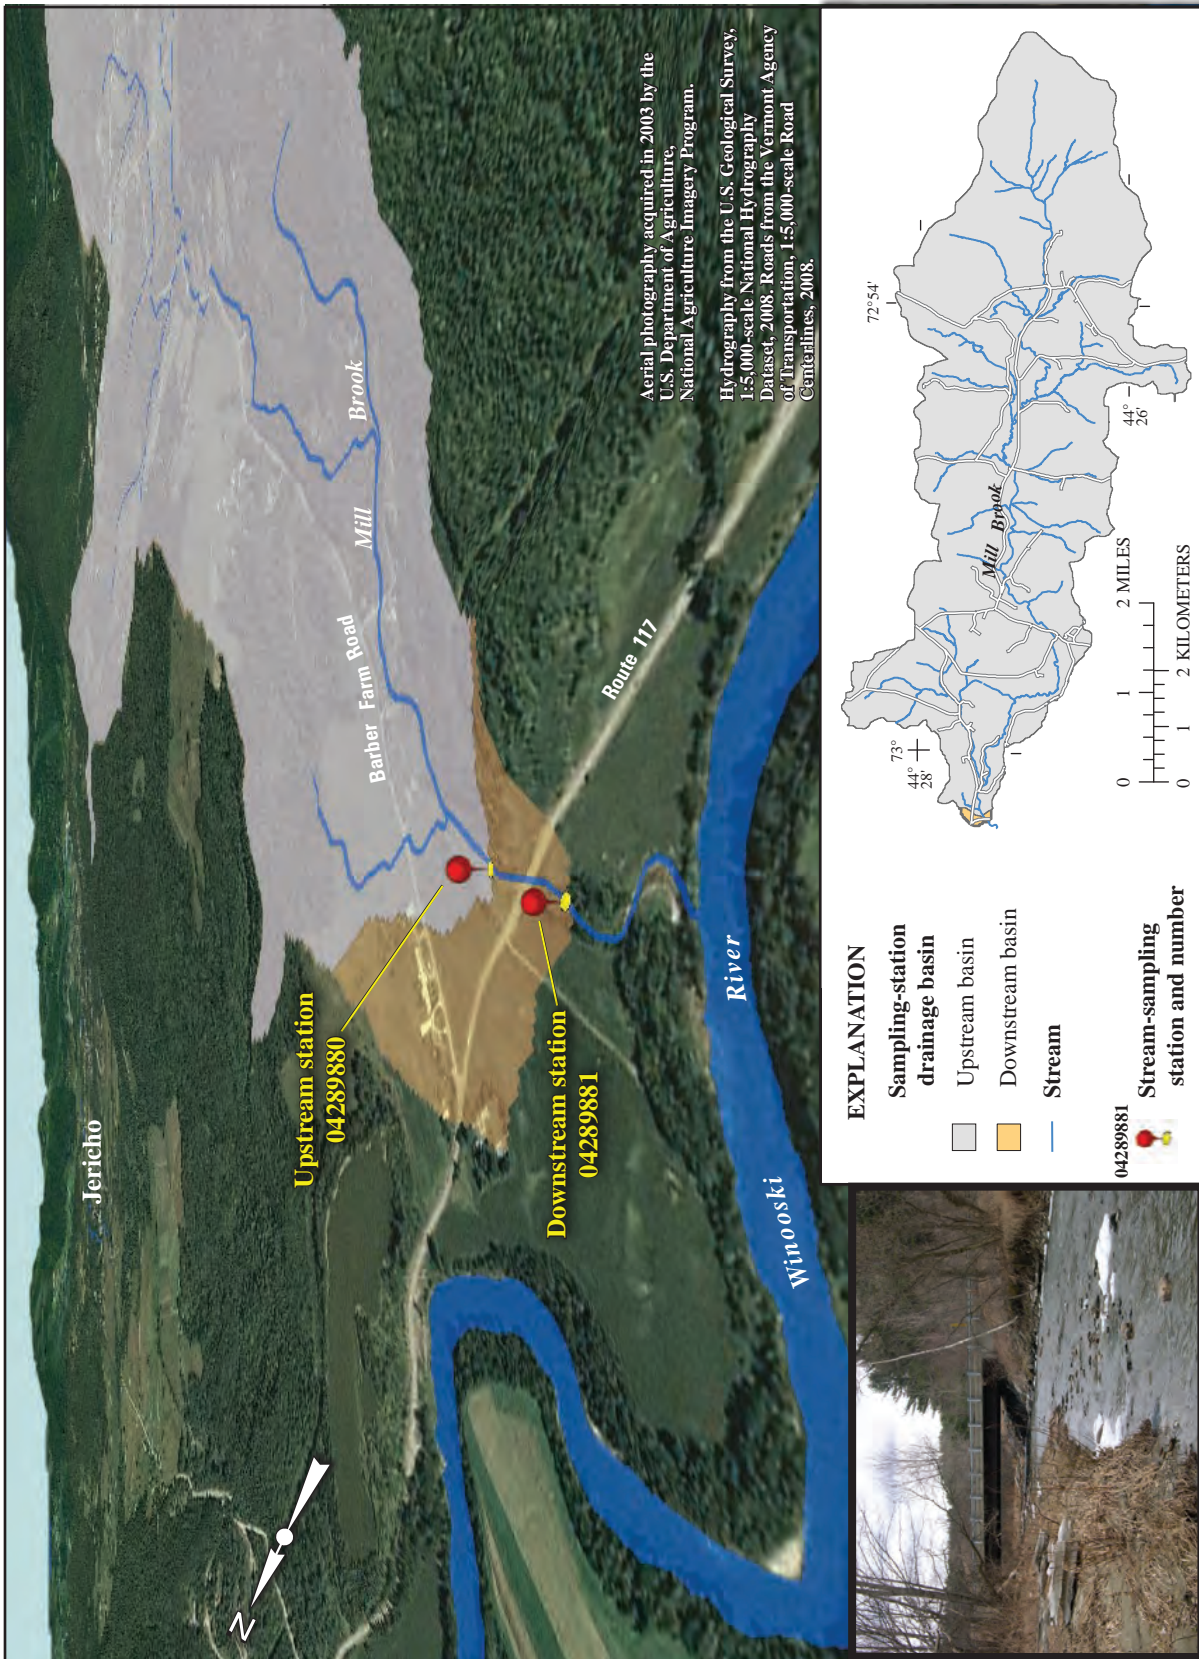 Jericho
Upstream station
04289880
Downstream station
04289881
Barber Farm Road
Mill Brook
Route 117
Winooski River
N
Aerial photography acquired in 2003 by the
U.S. Department of Agriculture,
National Agriculture Imagery Program.
Hydrography from the U.S. Geological Survey,
1:5,000-scale National Hydrography
Dataset, 2008. Roads from the Vermont Agency
of Transportation, 1:5,000-scale Road
Centerlines, 2008.
EXPLANATION
Sampling-station
drainage basin
Upstream basin
Downstream basin
Stream
04289881
Stream-sampling
station and number
73°
44°
28'
72°54'
44°
26'
Mill Brook
0 1 2 MILES
0 1 2 KILOMETERS